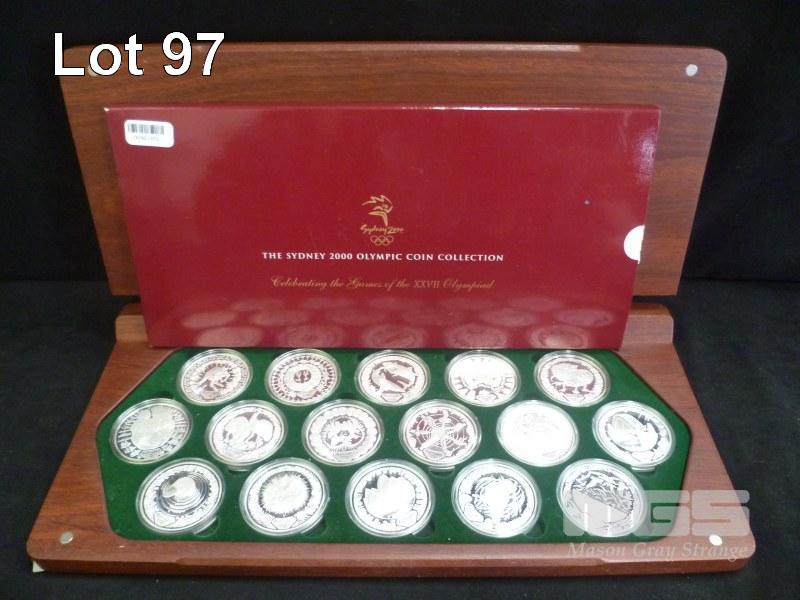 Lot 97
Sydney 2000
THE SYDNEY 2000 OLYMPIC COIN COLLECTION
Celebrating the Games of the XXVII Olympiad
MGS
Mason Gray Strange